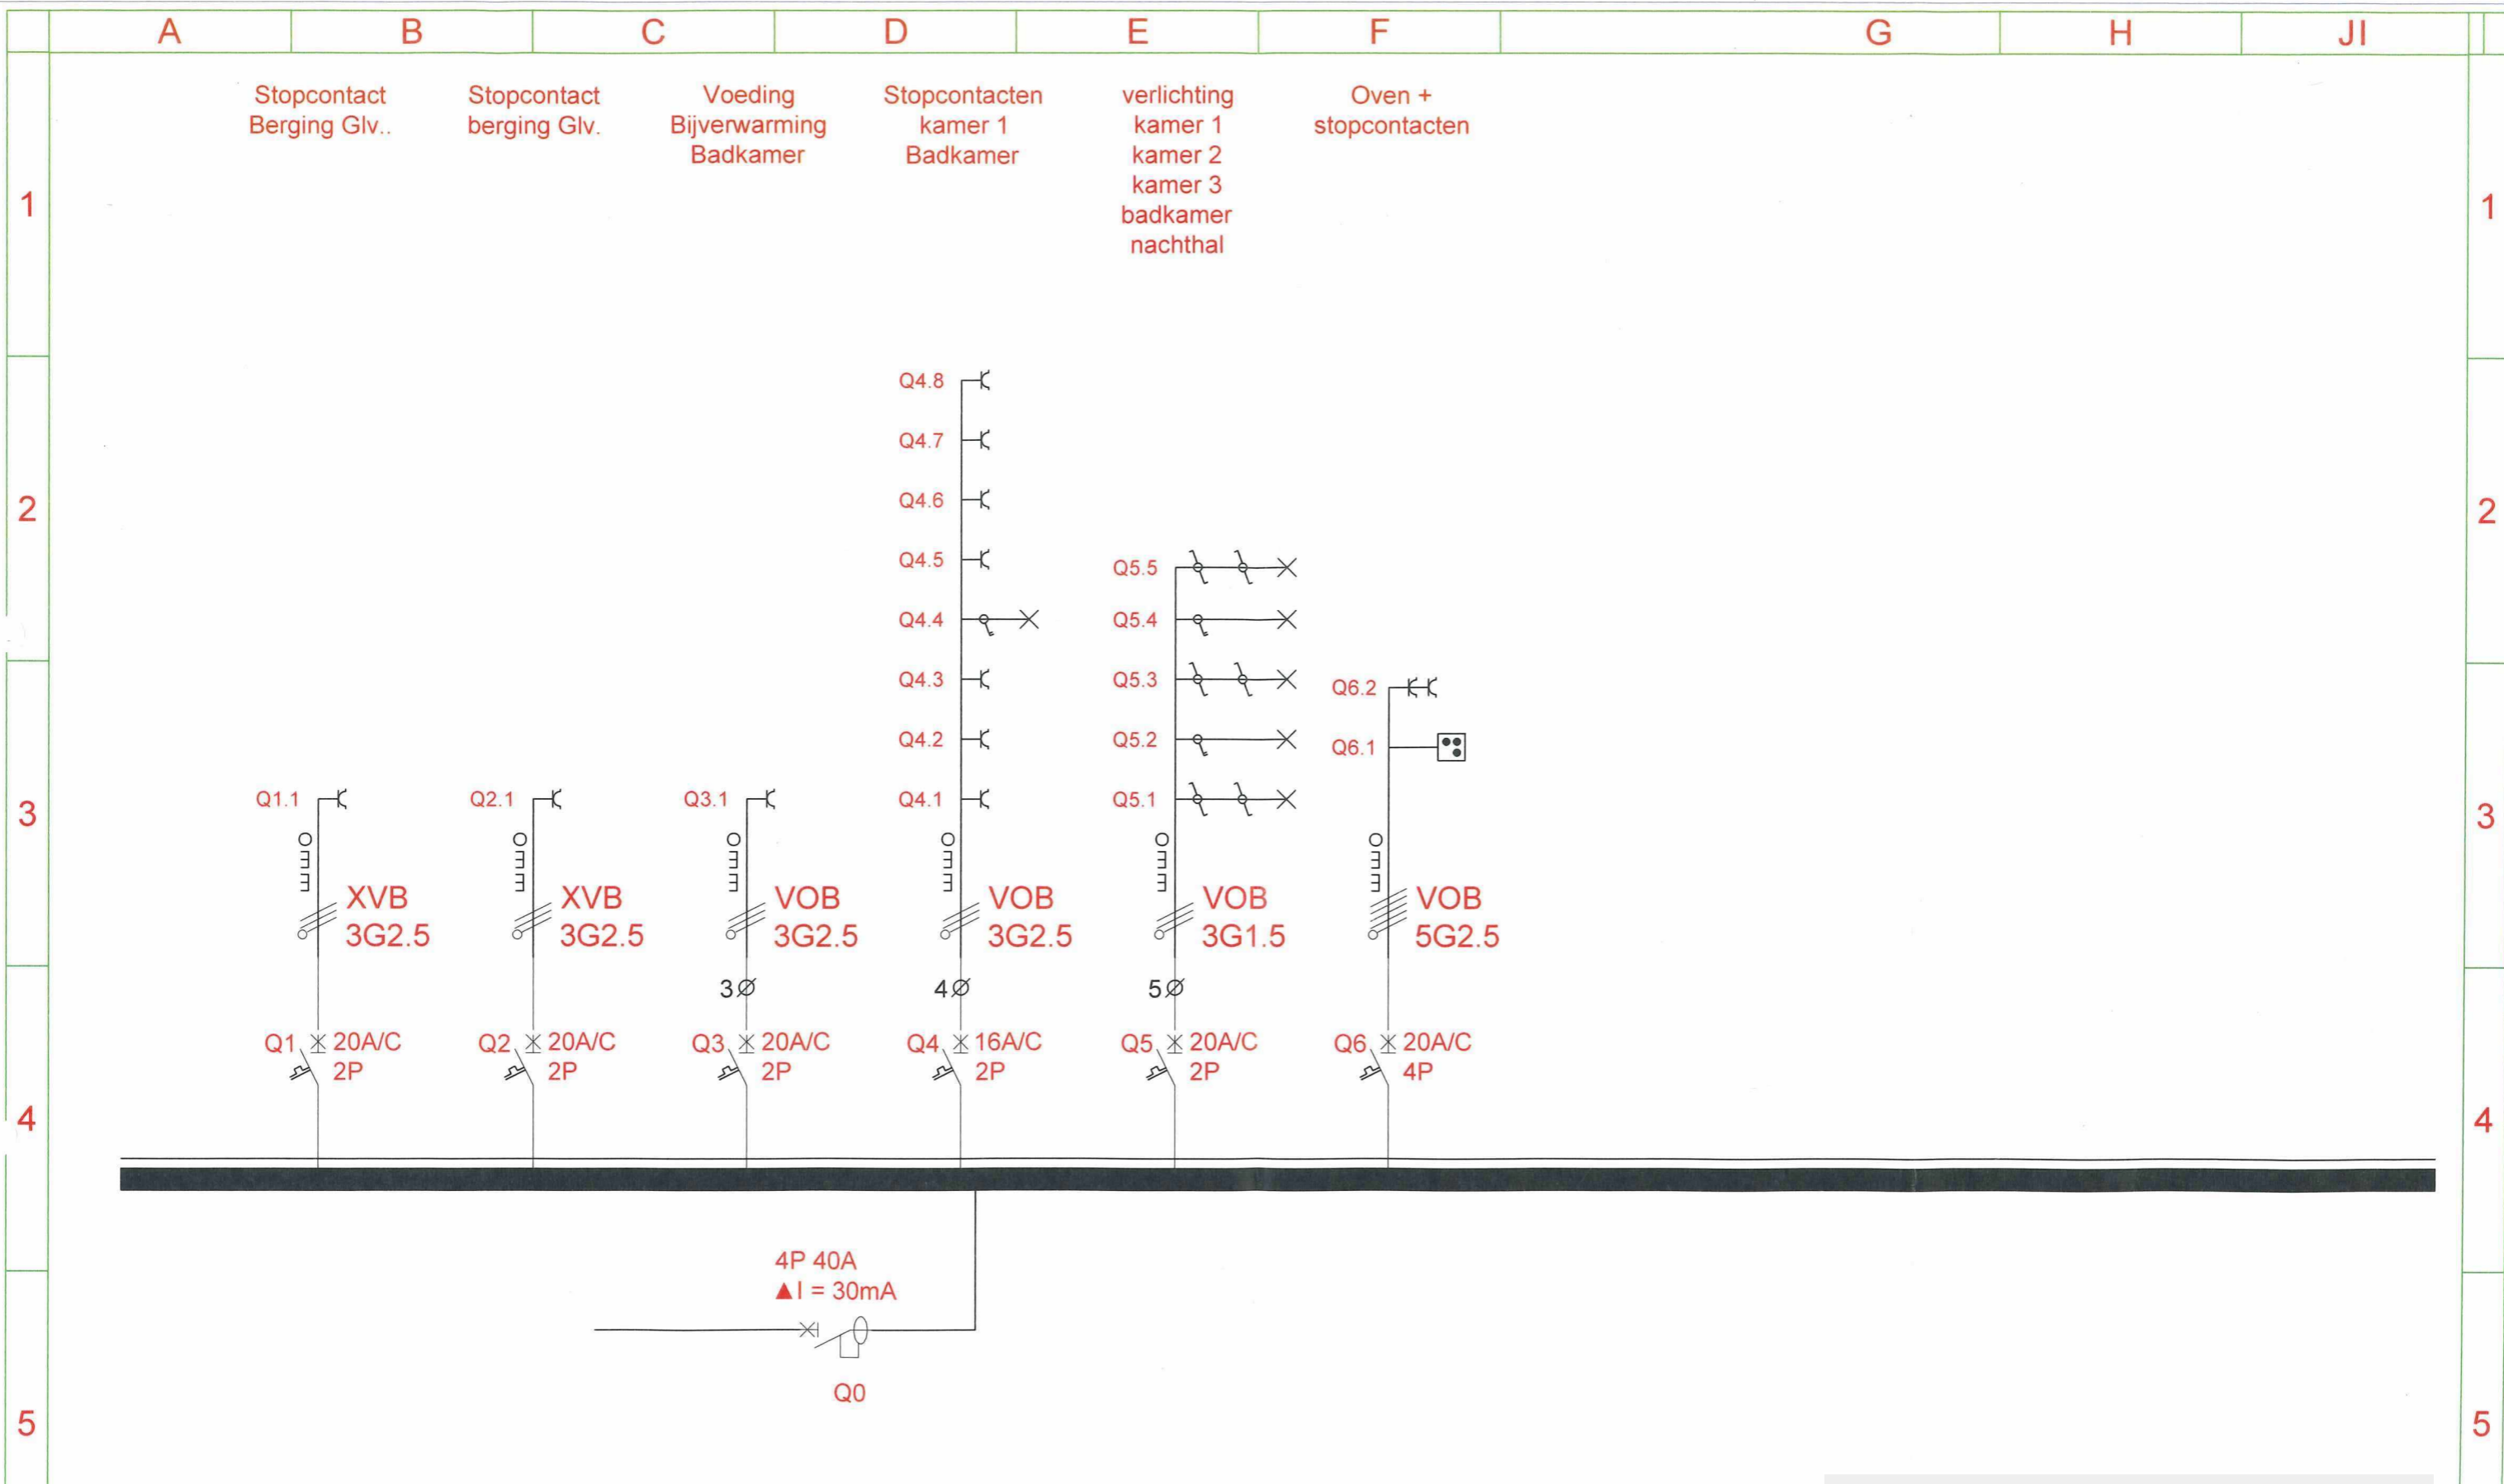 A B C D E F G H JI
Stopcontact
Berging Glv..
Stopcontact
berging Glv.
Voeding
Bijverwarming
Badkamer
Stopcontacten
kamer 1
Badkamer
verlichting
kamer 1
kamer 2
kamer 3
badkamer
nachthal
Oven +
stopcontacten
1 1
Q4.8
Q4.7
2 2
Q4.6
Q4.5
Q5.5
Q4.4
Q5.4
Q4.3
Q5.3
Q6.2
Q4.2
Q5.2
Q6.1
3 3
Q1.1
Q2.1
Q3.1
Q4.1
Q5.1
XVB
3G2.5
XVB
3G2.5
VOB
3G2.5
VOB
3G2.5
VOB
3G1.5
VOB
5G2.5
3
4
5
Q1 20A/C
2P
Q2 20A/C
2P
Q3 20A/C
2P
Q4 16A/C
2P
Q5 20A/C
2P
Q6 20A/C
4P
4 4
4P 40A
▲I = 30mA
Q0
5 5